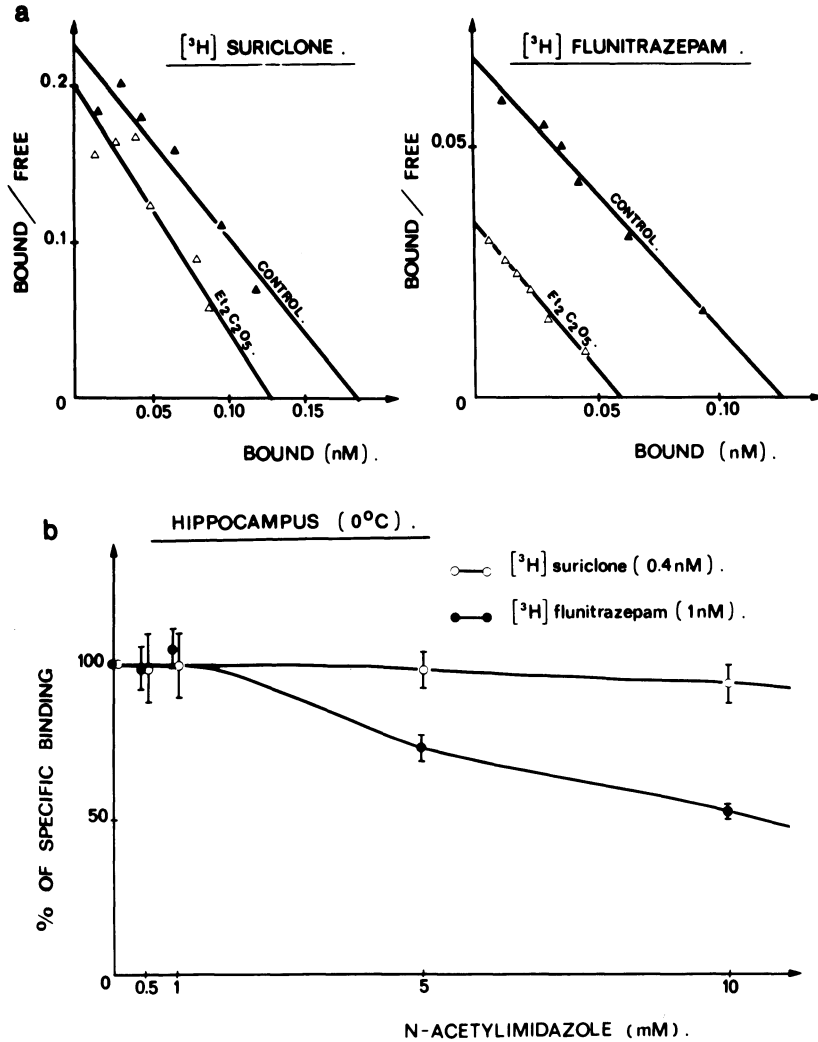 a
[³H] SURICLONE .
BOUND / FREE
0.2
0.1
0
CONTROL.
Et₂C₂O₅.
0.05
0.10
0.15
BOUND (nM) .
[³H] FLUNITRAZEPAM .
BOUND / FREE
0.05
0
CONTROL.
Et₂C₂O₅.
0.05
0.10
BOUND (nM) .
b
HIPPOCAMPUS (0°C) .
[³H] suriclone (0.4nM) .
[³H] flunitrazepam (1nM) .
% OF SPECIFIC BINDING
100
50
0
0.5
1
5
10
N-ACETYLIMIDAZOLE (mM) .